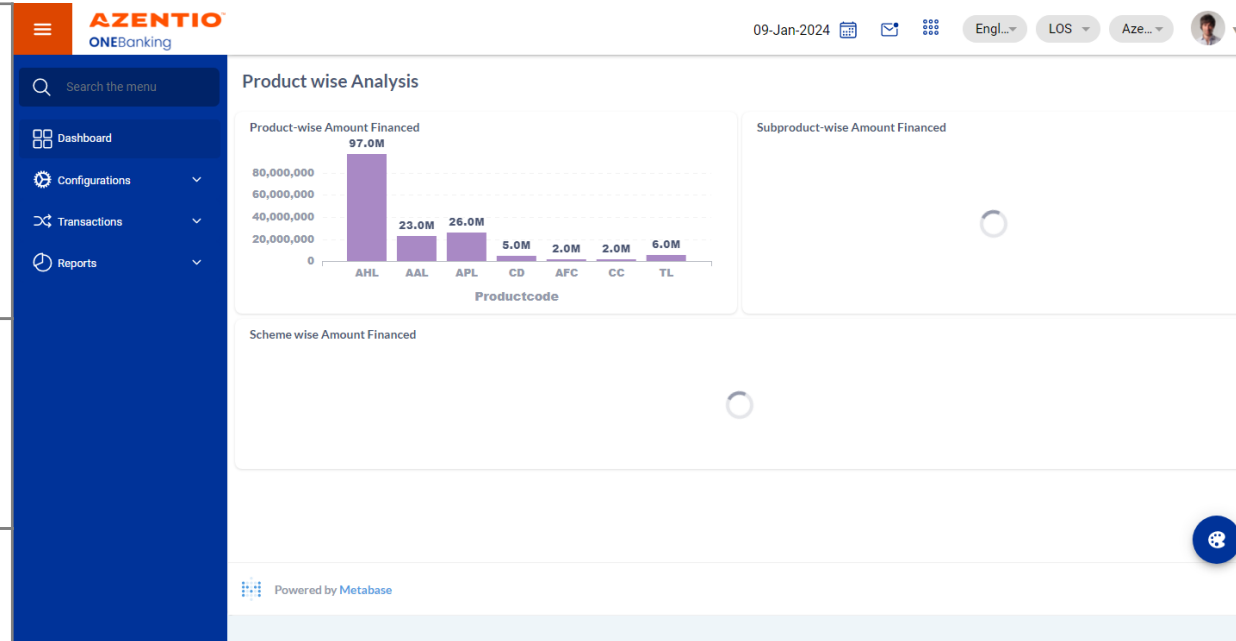 AZENTIO
ONEBanking
09-Jan-2024
Engl...
LOS
Aze...
Search the menu
Dashboard
Configurations
Transactions
Reports
Product wise Analysis
Product-wise Amount Financed
97.0M
80,000,000
60,000,000
40,000,000
20,000,000
0
23.0M
26.0M
5.0M
2.0M
2.0M
6.0M
AHL AAL APL CD AFC CC TL
Productcode
Subproduct-wise Amount Financed
Scheme wise Amount Financed
Powered by Metabase